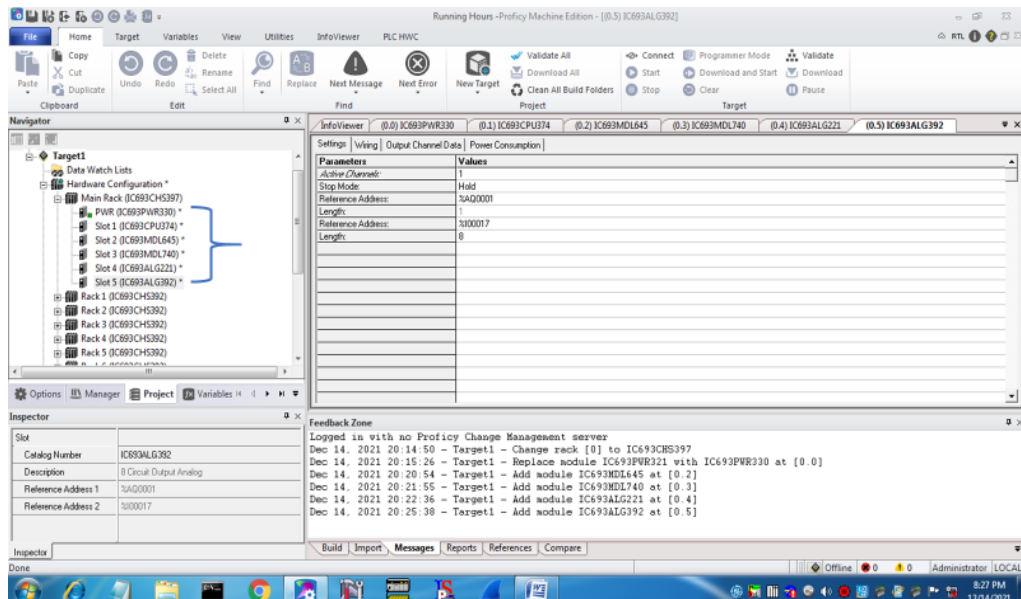 Running Hours -Proficy Machine Edition - [(0.5) IC693ALG392]
File Home Target Variables View Utilities InfoViewer PLC HWC RTL
Paste Copy Cut Duplicate Undo Redo Delete Rename Select All Find Replace Next Message Next Error New Target Validate All Download All Clean All Build Folders Connect Start Stop Programmer Mode Download and Start Clear Validate Download Pause
Clipboard Edit Find Project Target
Navigator
InfoViewer (0.0) IC693PWR330 (0.1) IC693CPU374 (0.2) IC693MDL645 (0.3) IC693MDL740 (0.4) IC693ALG221 (0.5) IC693ALG392
Target1
Data Watch Lists
Hardware Configuration *
Main Rack (IC693CHS397)
PWR (IC693PWR330) *
Slot 1 (IC693CPU374) *
Slot 2 (IC693MDL645) *
Slot 3 (IC693MDL740) *
Slot 4 (IC693ALG221) *
Slot 5 (IC693ALG392) *
Rack 1 (IC693CHS392)
Rack 2 (IC693CHS392)
Rack 3 (IC693CHS392)
Rack 4 (IC693CHS392)
Rack 5 (IC693CHS392)
Options Manager Project Variables
Settings Wiring Output Channel Data Power Consumption
Parameters Values
Active Channels: 1
Stop Mode: Hold
Reference Address: %AQ0001
Length: 1
Reference Address: %I00017
Length: 8
Inspector
Slot
Catalog Number IC693ALG392
Description 8 Circuit Output Analog
Reference Address 1 %AQ0001
Reference Address 2 %I00017
Inspector
Feedback Zone
Logged in with no Proficy Change Management server
Dec 14, 2021 20:14:50 - Target1 - Change rack [0] to IC693CHS397
Dec 14, 2021 20:15:26 - Target1 - Replace module IC693PWR321 with IC693PWR330 at [0.0]
Dec 14, 2021 20:20:54 - Target1 - Add module IC693MDL645 at [0.2]
Dec 14, 2021 20:21:55 - Target1 - Add module IC693MDL740 at [0.3]
Dec 14, 2021 20:22:36 - Target1 - Add module IC693ALG221 at [0.4]
Dec 14, 2021 20:25:38 - Target1 - Add module IC693ALG392 at [0.5]
Build Import Messages Reports References Compare
Done Offline 0 0 Administrator LOCAL
8:27 PM
12/14/2021